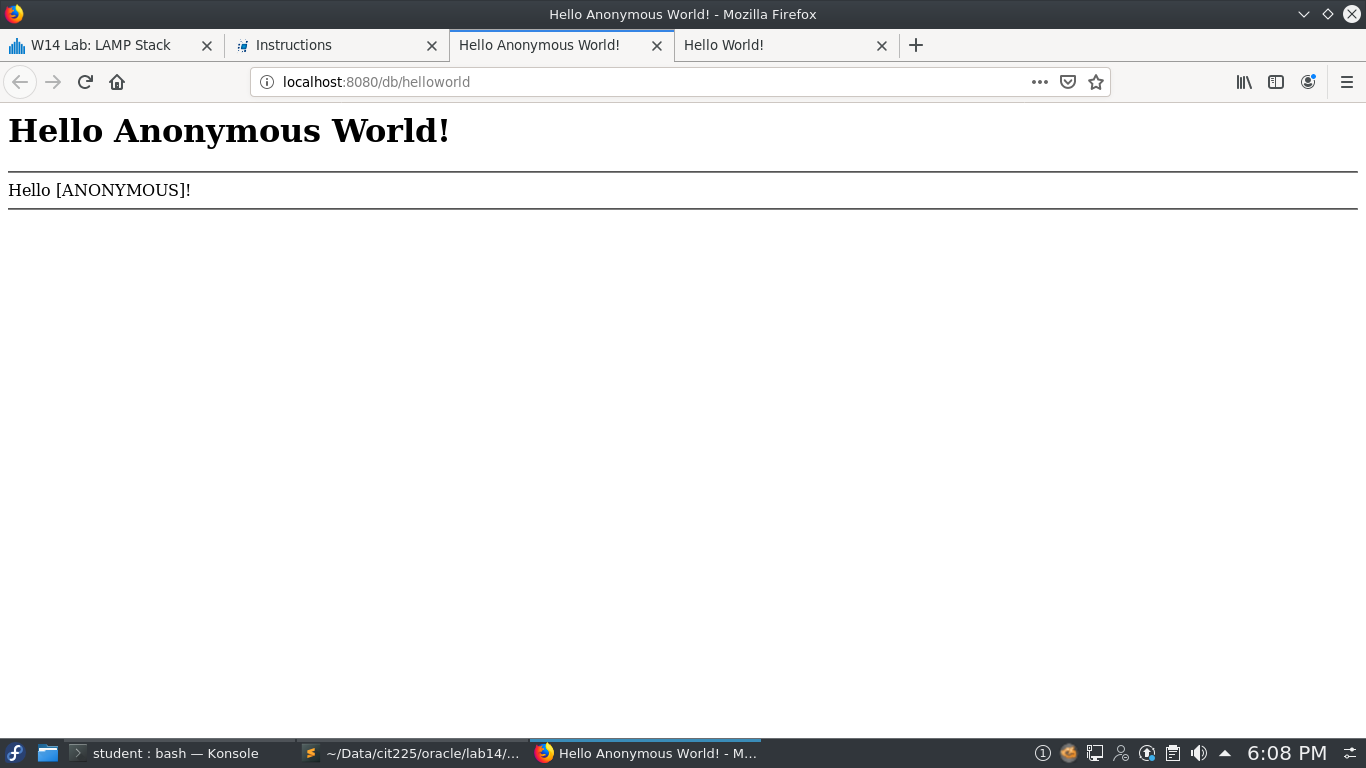 Hello Anonymous World! - Mozilla Firefox
W14 Lab: LAMP Stack
Instructions
Hello Anonymous World!
Hello World!
localhost:8080/db/helloworld
Hello Anonymous World!
Hello [ANONYMOUS]!
student : bash — Konsole
~/Data/cit225/oracle/lab14/...
Hello Anonymous World! - M...
1
6:08 PM